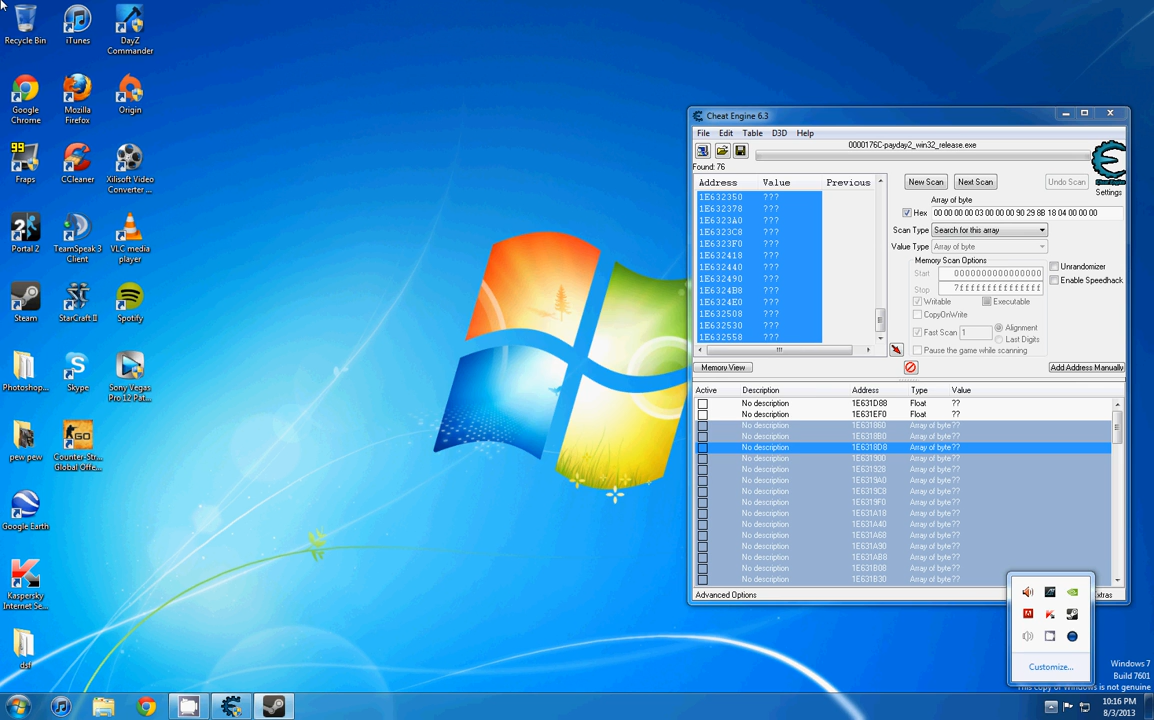 Recycle Bin
iTunes
DayZ
Commander
Google
Chrome
Mozilla
Firefox
Origin
99
Fraps
CCleaner
Xilisoft Video
Converter ...
Portal 2
TeamSpeak 3
Client
VLC media
player
Steam
StarCraft II
Spotify
Photoshop...
Skype
Sony Vegas
Pro 12 Pat...
pew pew
Counter-Str...
Global Offe...
Google Earth
Kaspersky
Internet Se...
dsf
Cheat Engine 6.3
File Edit Table D3D Help
0000176C-payday2_win32_release.exe
Found: 76
Address Value Previous
1E632350 ???
1E632378 ???
1E6323A0 ???
1E6323C8 ???
1E6323F0 ???
1E632418 ???
1E632440 ???
1E632490 ???
1E6324B8 ???
1E6324E0 ???
1E632508 ???
1E632530 ???
1E632558 ???
New Scan Next Scan Undo Scan
Settings
Array of byte
Hex 00 00 00 00 03 00 00 00 90 29 8B 18 04 00 00 00
Scan Type Search for this array
Value Type Array of byte
Memory Scan Options
Start 0000000000000000
Stop 7fffffffffffffff
Writable Executable
CopyOnWrite
Fast Scan 1 Alignment
Last Digits
Pause the game while scanning
Unrandomizer
Enable Speedhack
Memory View Add Address Manually
Active Description Address Type Value
No description 1E631D88 Float ??
No description 1E631EF0 Float ??
No description 1E631860 Array of byte ??
No description 1E6318B0 Array of byte ??
No description 1E6318D8 Array of byte ??
No description 1E631900 Array of byte ??
No description 1E631928 Array of byte ??
No description 1E6319A0 Array of byte ??
No description 1E6319C8 Array of byte ??
No description 1E6319F0 Array of byte ??
No description 1E631A18 Array of byte ??
No description 1E631A40 Array of byte ??
No description 1E631A68 Array of byte ??
No description 1E631A90 Array of byte ??
No description 1E631AB8 Array of byte ??
No description 1E631B08 Array of byte ??
No description 1E631B30 Array of byte ??
Advanced Options xtras
Customize...
Windows 7
Build 7601
This copy of Windows is not genuine
10:16 PM
8/3/2013